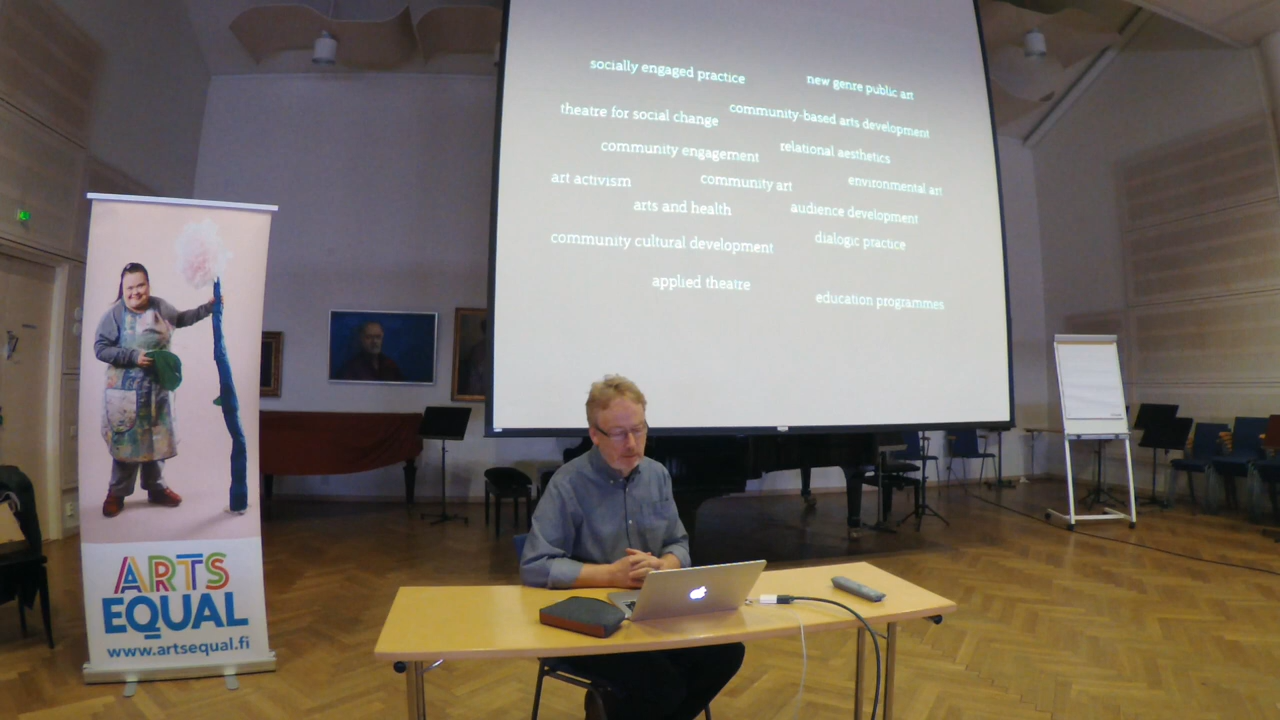 socially engaged practice
new genre public art
theatre for social change
community-based arts development
community engagement
relational aesthetics
art activism
community art
environmental art
arts and health
audience development
community cultural development
dialogic practice
applied theatre
education programmes
ARTS
EQUAL
www.artsequal.fi